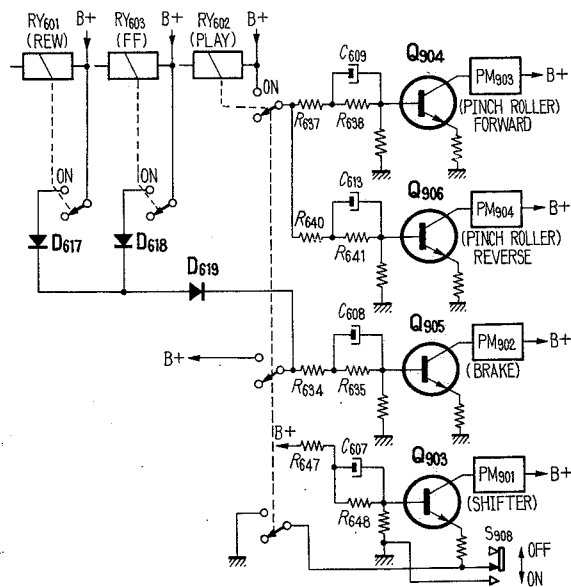 RY601 B+ RY603 B+ RY602 B+
(REW) (FF) (PLAY)
C609 Q904 PM903 B+
ON
R637 R638 (PINCH ROLLER)
FORWARD
ON ON
C613 Q906
R640 R641 PM904 B+
(PINCH ROLLER)
REVERSE
D617 D618
D619
C608 Q905 PM902 B+
B+
R634 R635 (BRAKE)
B+ C607 Q903
R647 PM901 B+
R648 (SHIFTER)
S908
OFF
ON